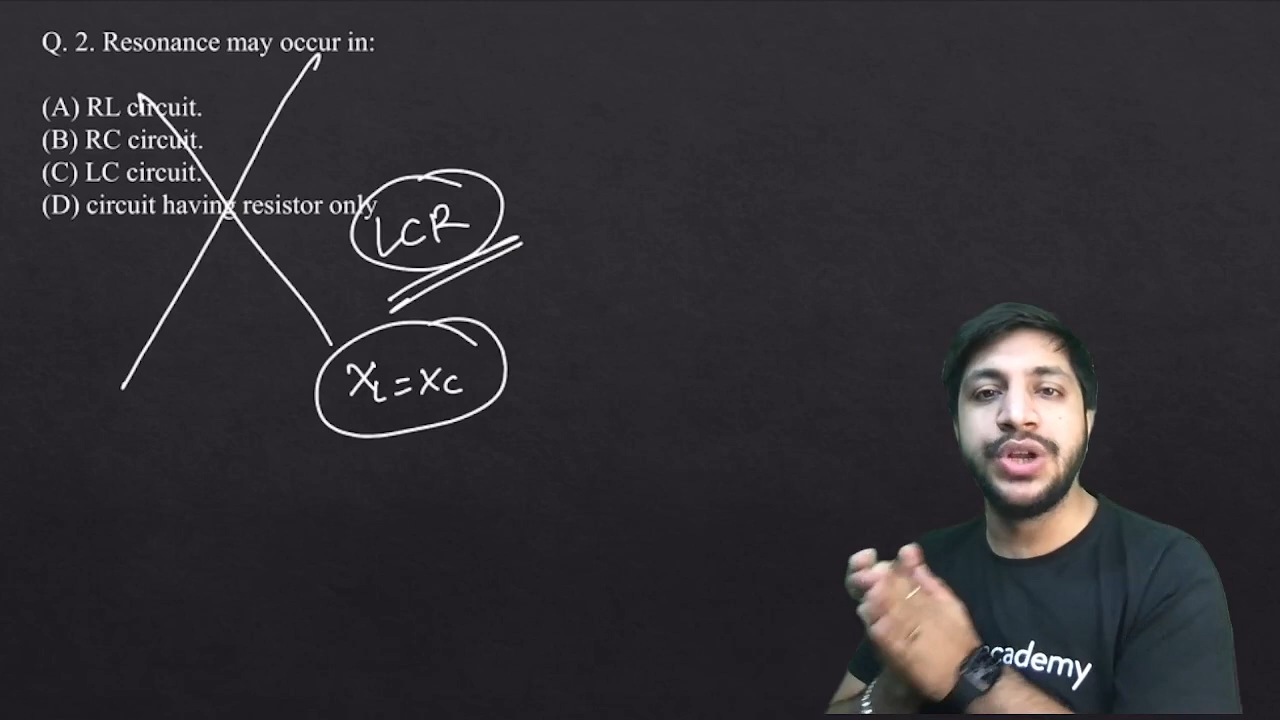 Q. 2. Resonance may occur in:
(A) RL circuit.
(B) RC circuit.
(C) LC circuit.
(D) circuit having resistor only
LCR
XL = XC
cademy